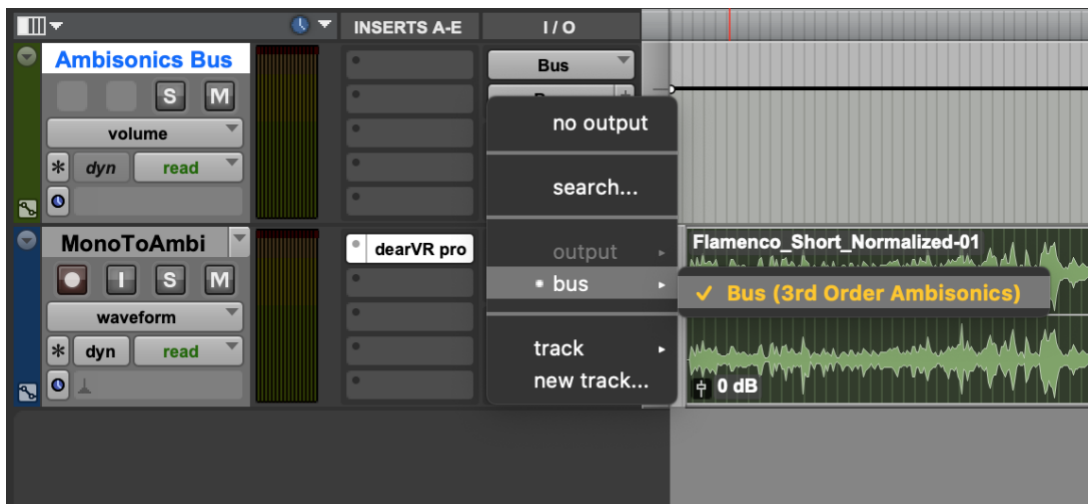 INSERTS A-E
I / O
Ambisonics Bus
Bus
S M
volume
* dyn read
no output
search...
output
bus
Bus (3rd Order Ambisonics)
track
new track...
MonoToAmbi
dearVR pro
I S M
waveform
* dyn read
Flamenco_Short_Normalized-01
0 dB